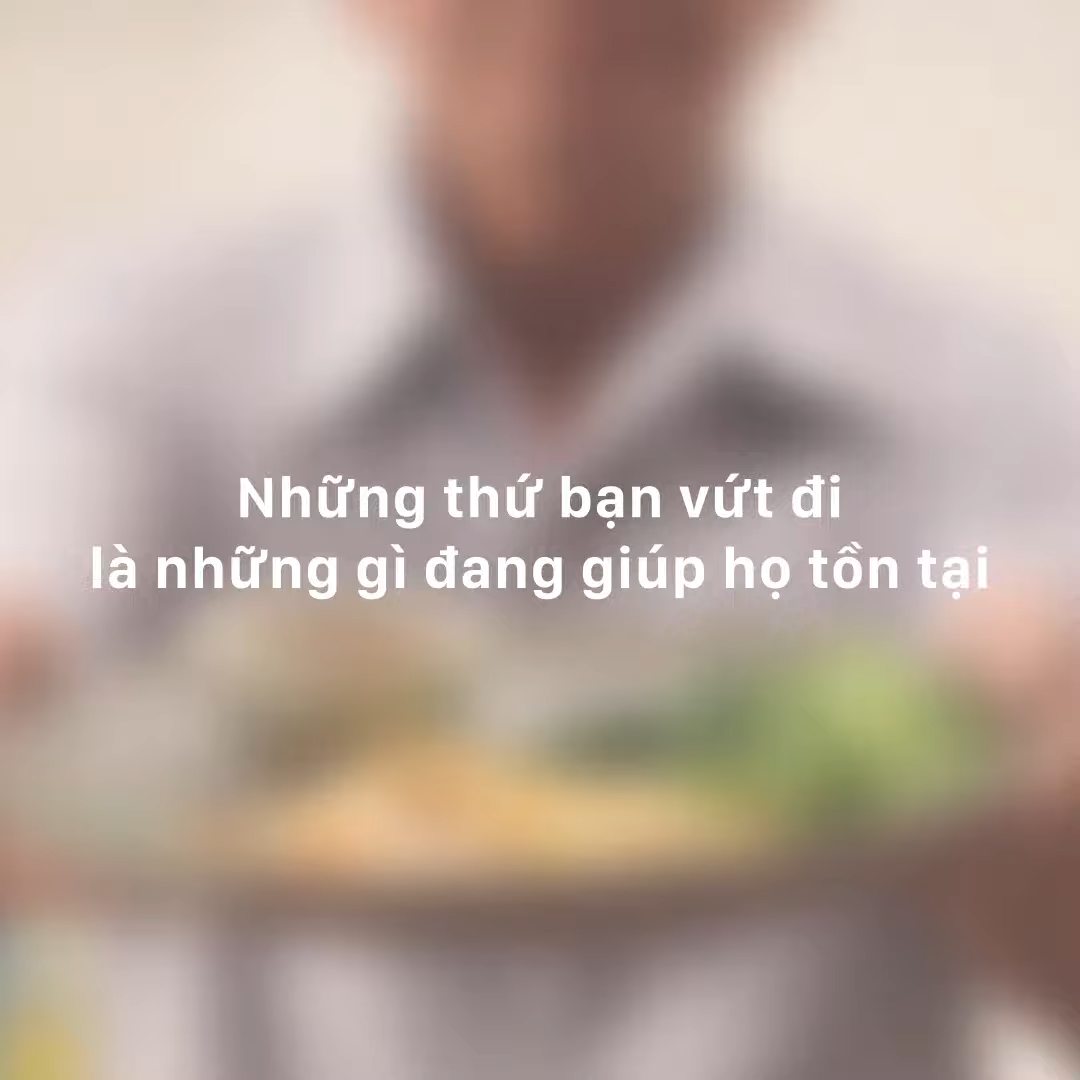 Những thứ bạn vứt đi
là những gì đang giúp họ tồn tại